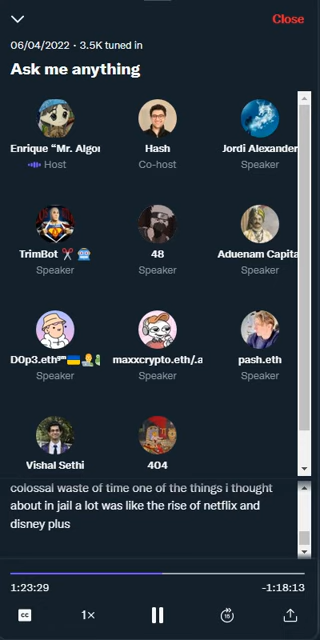 Close
06/04/2022 · 3.5K tuned in
Ask me anything
Enrique “Mr. Algor
Hash
Jordi Alexander
Host
Co-host
Speaker
TrimBot ✂️ 🤖
48
Aduenam Capita
Speaker
Speaker
Speaker
D0p3.eth
maxxcrypto.eth/.a
pash.eth
Speaker
Speaker
Speaker
Vishal Sethi
404
colossal waste of time one of the things i thought
about in jail a lot was like the rise of netflix and
disney plus
1:23:29
-1:18:13
CC
1×
15